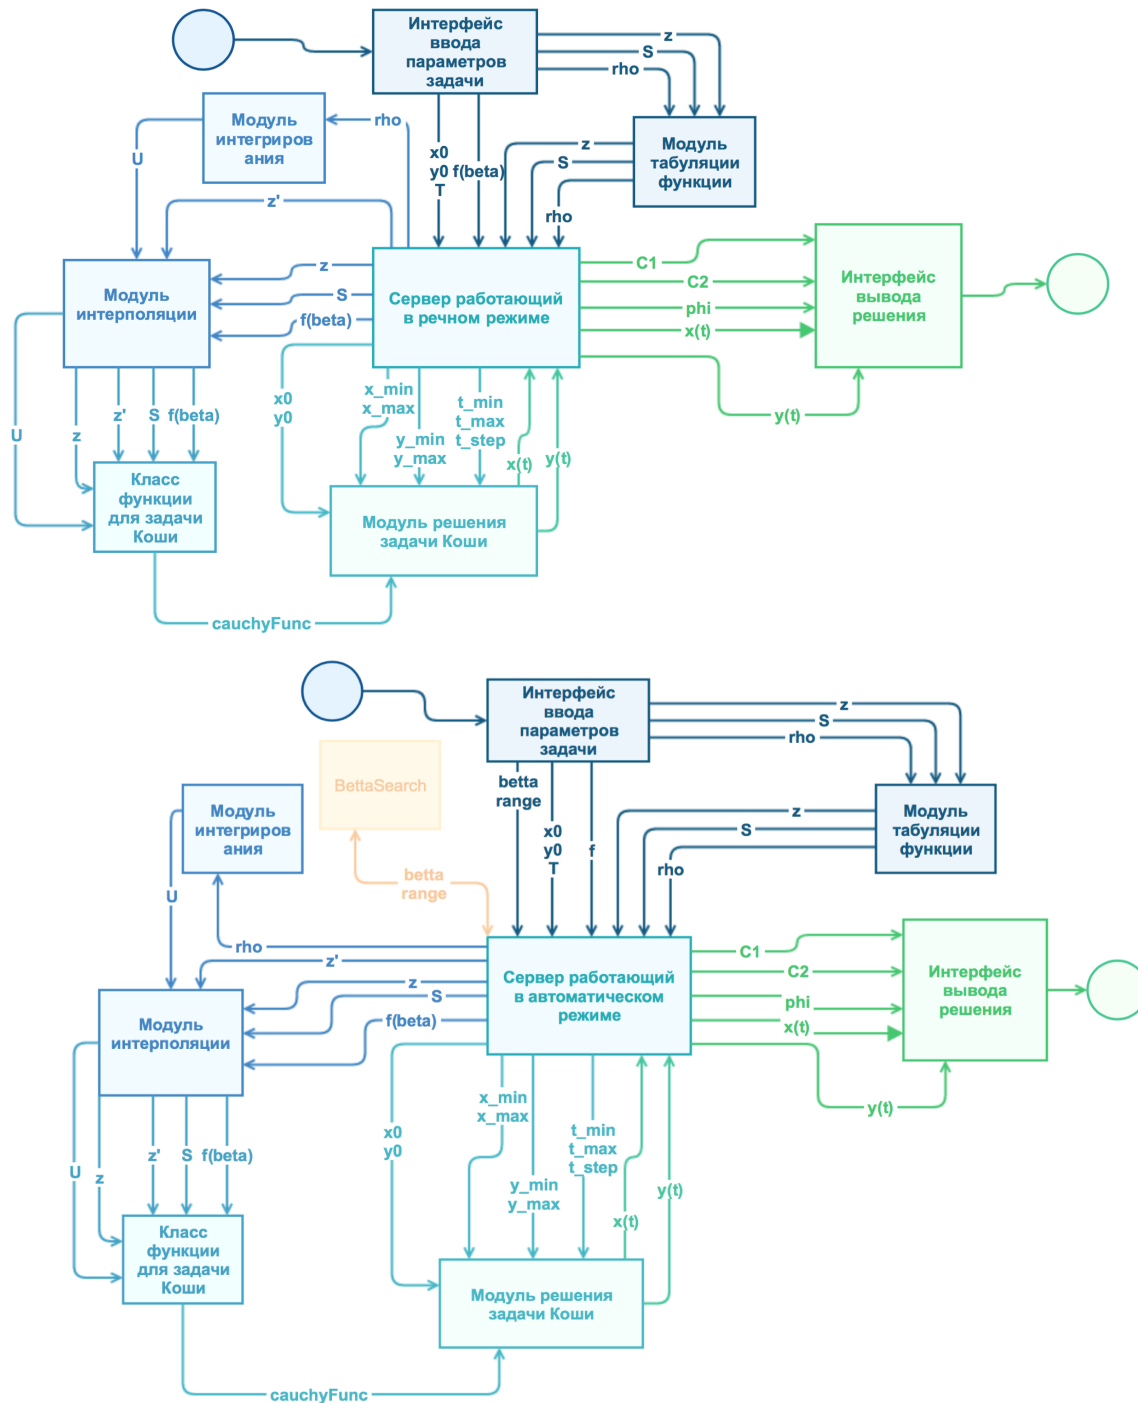 Интерфейс
ввода
параметров
задачи
z
S
rho
Модуль
интегриров
ания
rho
U
x0
y0
T
f(beta)
z
S
rho
Модуль
табуляции
функции
z'
z
S
f(beta)
Модуль
интерполяции
Сервер работающий
в речном режиме
C1
C2
phi
x(t)
y(t)
Интерфейс
вывода
решения
U
z
z'
S
f(beta)
x0
y0
x_min
x_max
y_min
y_max
t_min
t_max
t_step
x(t)
y(t)
Класс
функции
для задачи
Коши
Модуль решения
задачи Коши
cauchyFunc
Интерфейс
ввода
параметров
задачи
z
S
rho
BettaSearch
betta
range
betta
range
x0
y0
T
f
z
S
rho
Модуль
табуляции
функции
Модуль
интегриров
ания
U
rho
z'
z
S
f(beta)
Модуль
интерполяции
Сервер работающий
в автоматическом
режиме
C1
C2
phi
x(t)
y(t)
Интерфейс
вывода
решения
U
z
z'
S
f(beta)
x0
y0
x_min
x_max
y_min
y_max
t_min
t_max
t_step
x(t)
y(t)
Класс
функции
для задачи
Коши
Модуль решения
задачи Коши
cauchyFunc